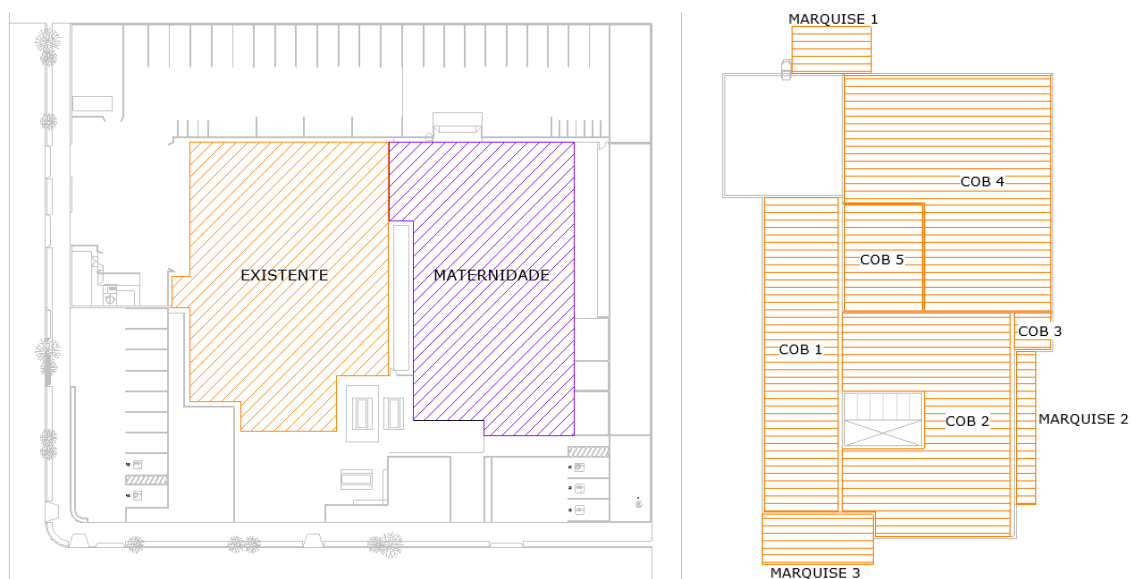 EXISTENTE
MATERNIDADE
MARQUISE 1
COB 4
COB 5
COB 3
COB 1
COB 2
MARQUISE 2
MARQUISE 3